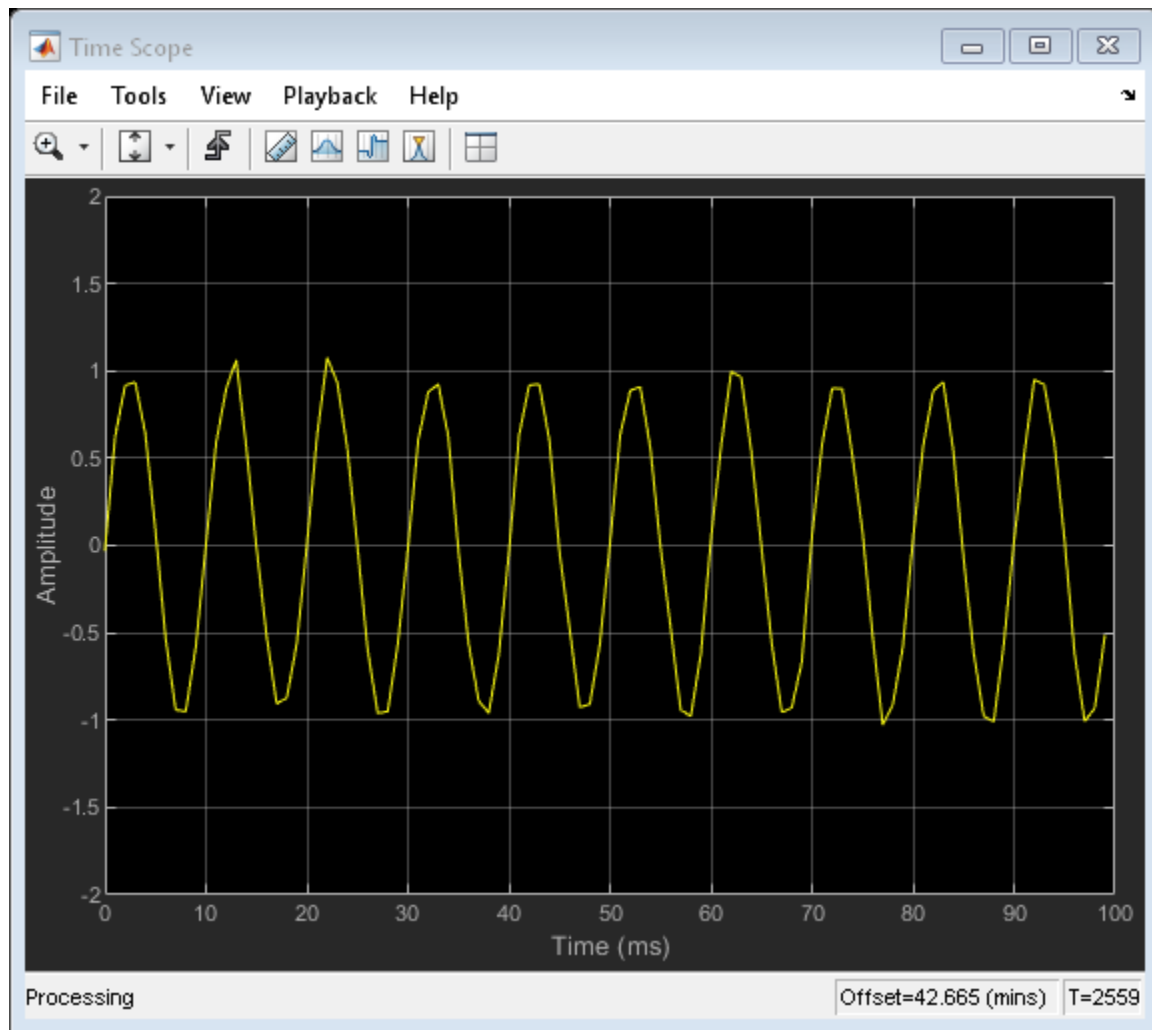 Time Scope
File Tools View Playback Help
2
1.5
1
0.5
0
-0.5
-1
-1.5
-2
Amplitude
0 10 20 30 40 50 60 70 80 90 100
Time (ms)
Processing Offset=42.665 (mins) T=2559